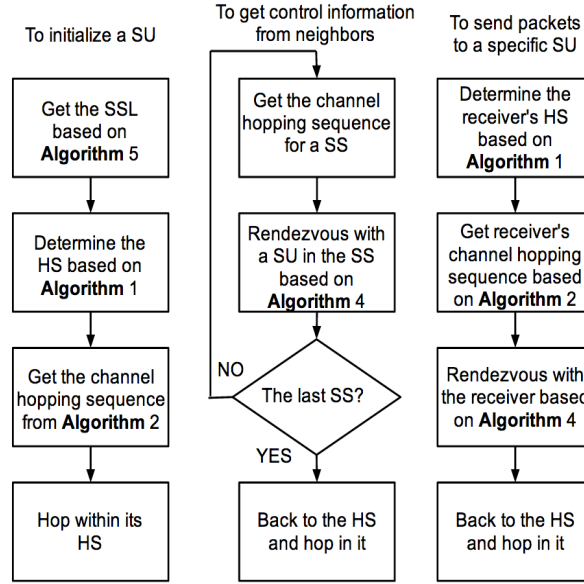 To initialize a SU
Get the SSL
based on
Algorithm 5
Determine the
HS based on
Algorithm 1
Get the channel
hopping sequence
from Algorithm 2
Hop within its
HS
To get control information
from neighbors
Get the channel
hopping sequence
for a SS
Rendezvous with
a SU in the SS
based on
Algorithm 4
NO
The last SS?
YES
Back to the HS
and hop in it
To send packets
to a specific SU
Determine the
receiver's HS
based on
Algorithm 1
Get receiver's
channel hopping
sequence based
on Algorithm 2
Rendezvous with
the receiver based
on Algorithm 4
Back to the HS
and hop in it